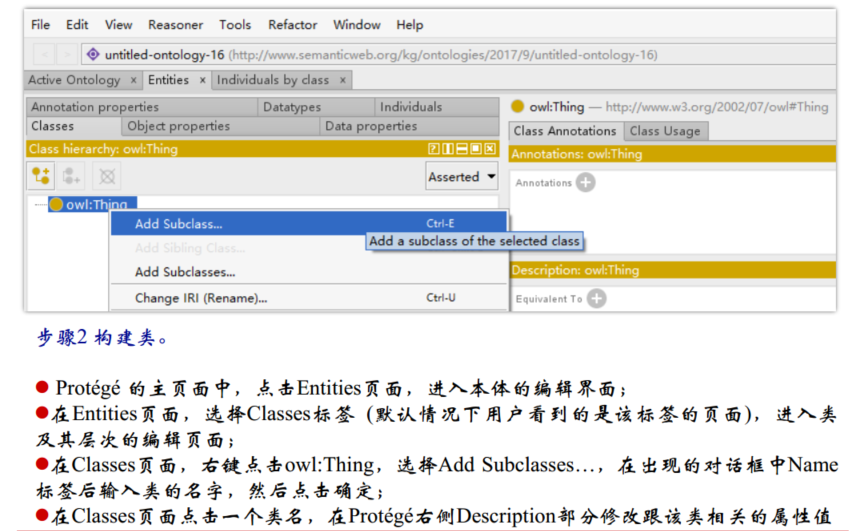 File Edit View Reasoner Tools Refactor Window Help
< > untitled-ontology-16 (http://www.semanticweb.org/kg/ontologies/2017/9/untitled-ontology-16)
Active Ontology × Entities × Individuals by class ×
Annotation properties Datatypes Individuals
Classes Object properties Data properties
Class hierarchy: owl:Thing
Asserted
owl:Thing
Add Subclass... Ctrl-E
Add a subclass of the selected class
Add Sibling Class...
Add Subclasses...
Change IRI (Rename)... Ctrl-U
owl:Thing — http://www.w3.org/2002/07/owl#Thing
Class Annotations Class Usage
Annotations: owl:Thing
Annotations
Description: owl:Thing
Equivalent To
步骤2 构建类。
●Protégé 的主页面中，点击Entities页面，进入本体的编辑界面；
●在Entities页面，选择Classes标签 (默认情况下用户看到的是该标签的页面)，进入类
及其层次的编辑页面；
●在Classes页面，右键点击owl:Thing，选择Add Subclasses…，在出现的对话框中Name
标签后输入类的名字，然后点击确定；
●在Classes页面点击一个类名，在Protégé右侧Description部分修改跟该类相关的属性值